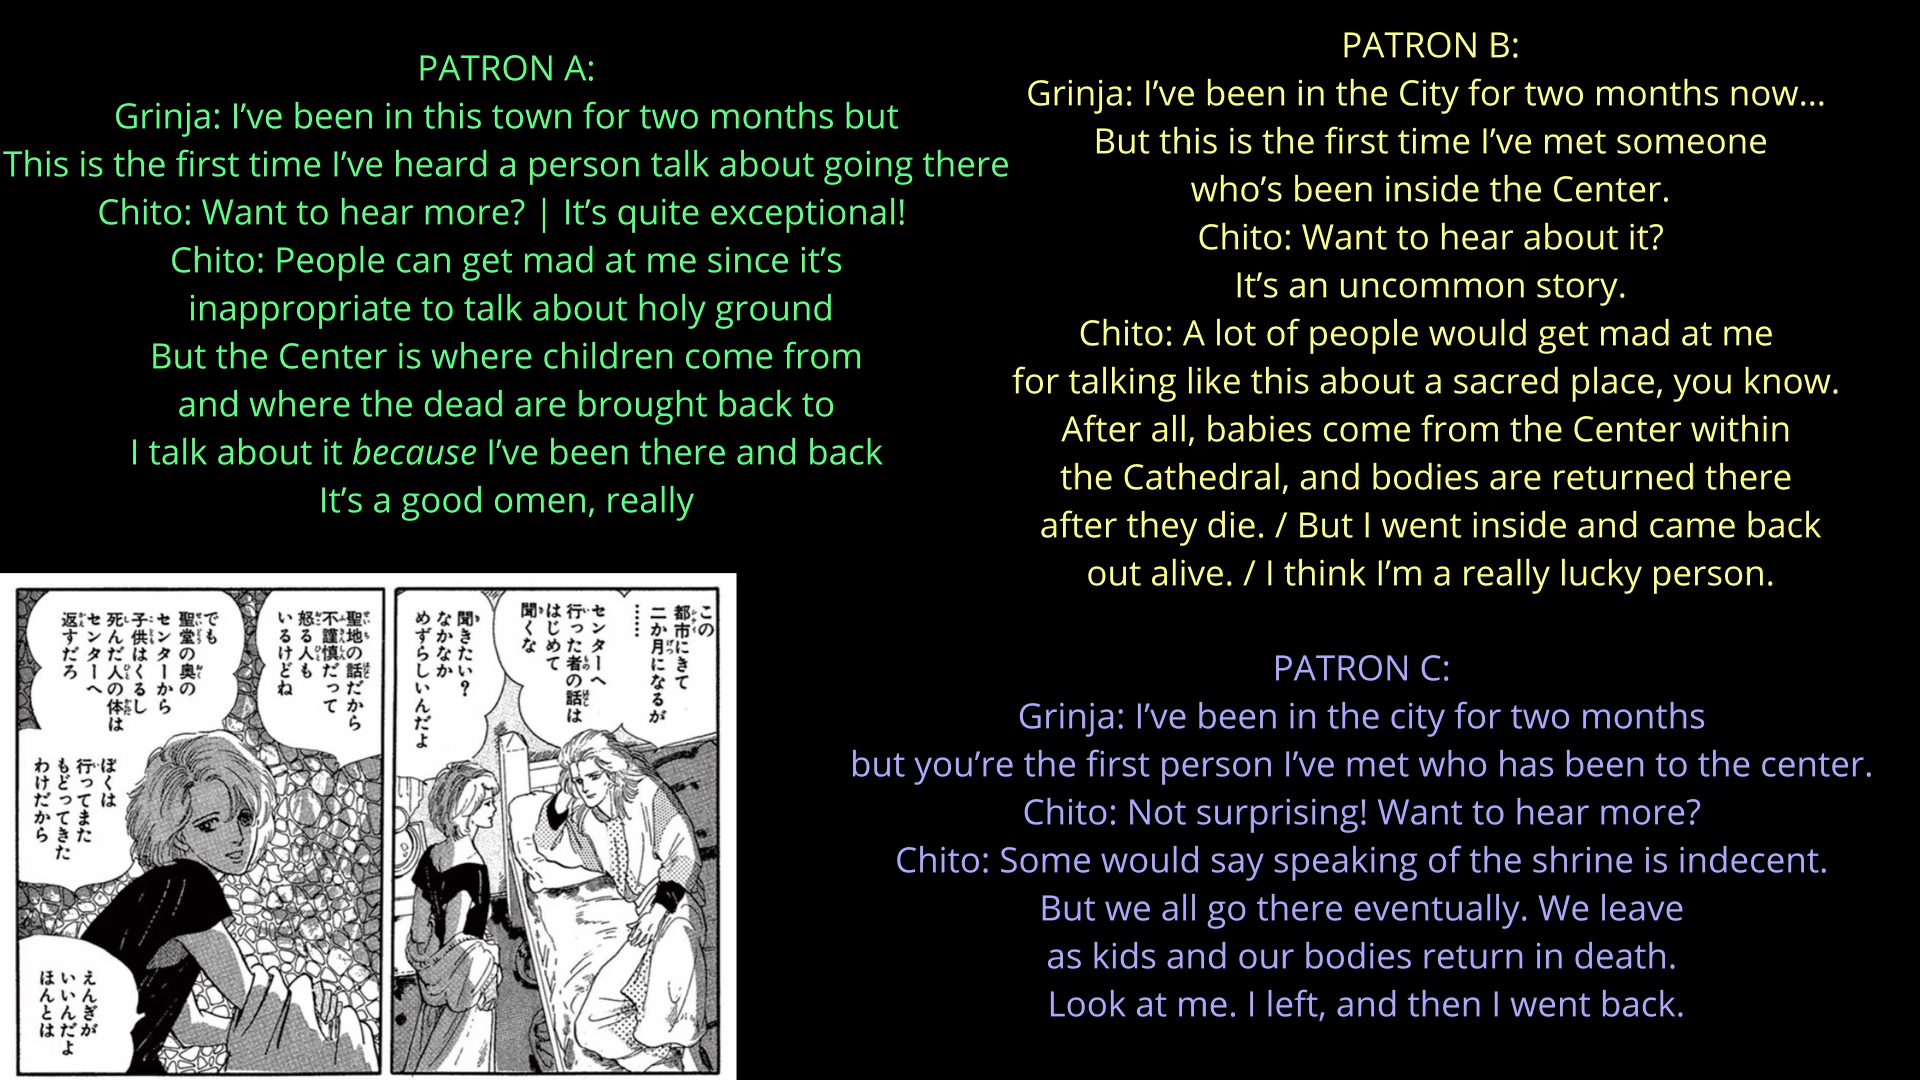 PATRON A:
Grinja: I’ve been in this town for two months but
This is the first time I’ve heard a person talk about going there
Chito: Want to hear more? | It’s quite exceptional!
Chito: People can get mad at me since it’s
inappropriate to talk about holy ground
But the Center is where children come from
and where the dead are brought back to
I talk about it because I’ve been there and back
It’s a good omen, really
PATRON B:
Grinja: I’ve been in the City for two months now...
But this is the first time I’ve met someone
who’s been inside the Center.
Chito: Want to hear about it?
It’s an uncommon story.
Chito: A lot of people would get mad at me
for talking like this about a sacred place, you know.
After all, babies come from the Center within
the Cathedral, and bodies are returned there
after they die. / But I went inside and came back
out alive. / I think I’m a really lucky person.
PATRON C:
Grinja: I’ve been in the city for two months
but you’re the first person I’ve met who has been to the center.
Chito: Not surprising! Want to hear more?
Chito: Some would say speaking of the shrine is indecent.
But we all go there eventually. We leave
as kids and our bodies return in death.
Look at me. I left, and then I went back.
この
都市にきて
二か月になるが
……
センターへ
行った者の話は
はじめて
聞くな
聞きたい?
なかなか
めずらしいんだよ
聖地の話だから
不謹慎だって
怒る人も
いるけどね
でも
聖堂の奥の
センターから
子供はくるし
死んだ人の体は
センターへ
返すだろ
ぼくは
行ってまた
もどってきた
わけだから
えんぎが
いいんだよ
ほんとは